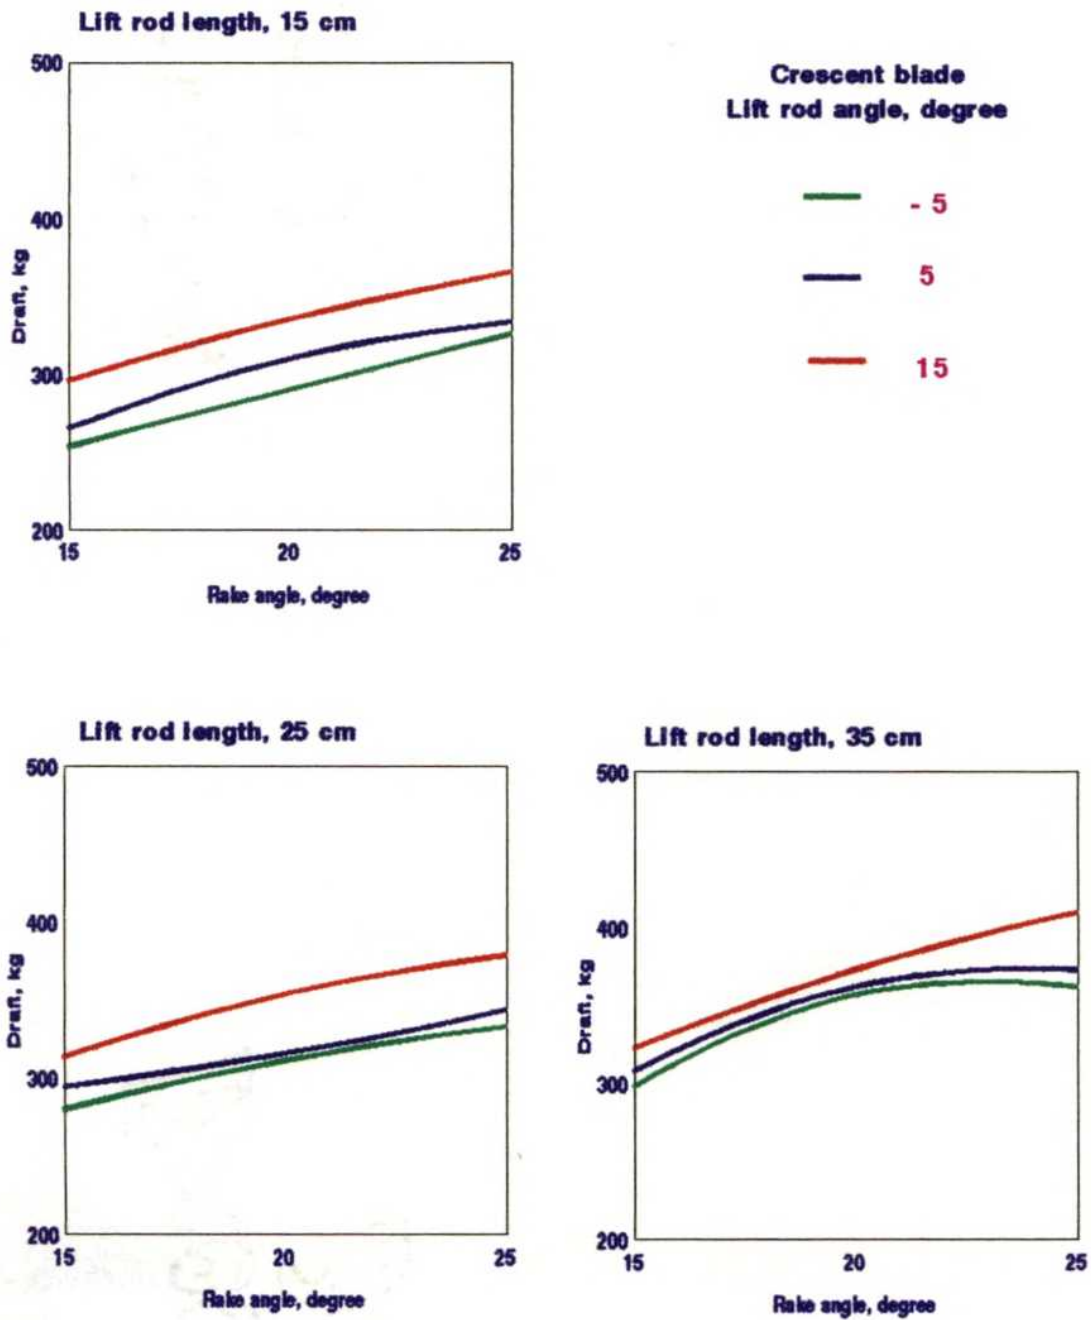 Lift rod length, 15 cm
500
400
300
200
Draft, kg
15 20 25
Rake angle, degree
Crescent blade
Lift rod angle, degree
- 5
5
15
Lift rod length, 25 cm
500
400
300
200
Draft, kg
15 20 25
Rake angle, degree
Lift rod length, 35 cm
500
400
300
200
Draft, kg
15 20 25
Rake angle, degree